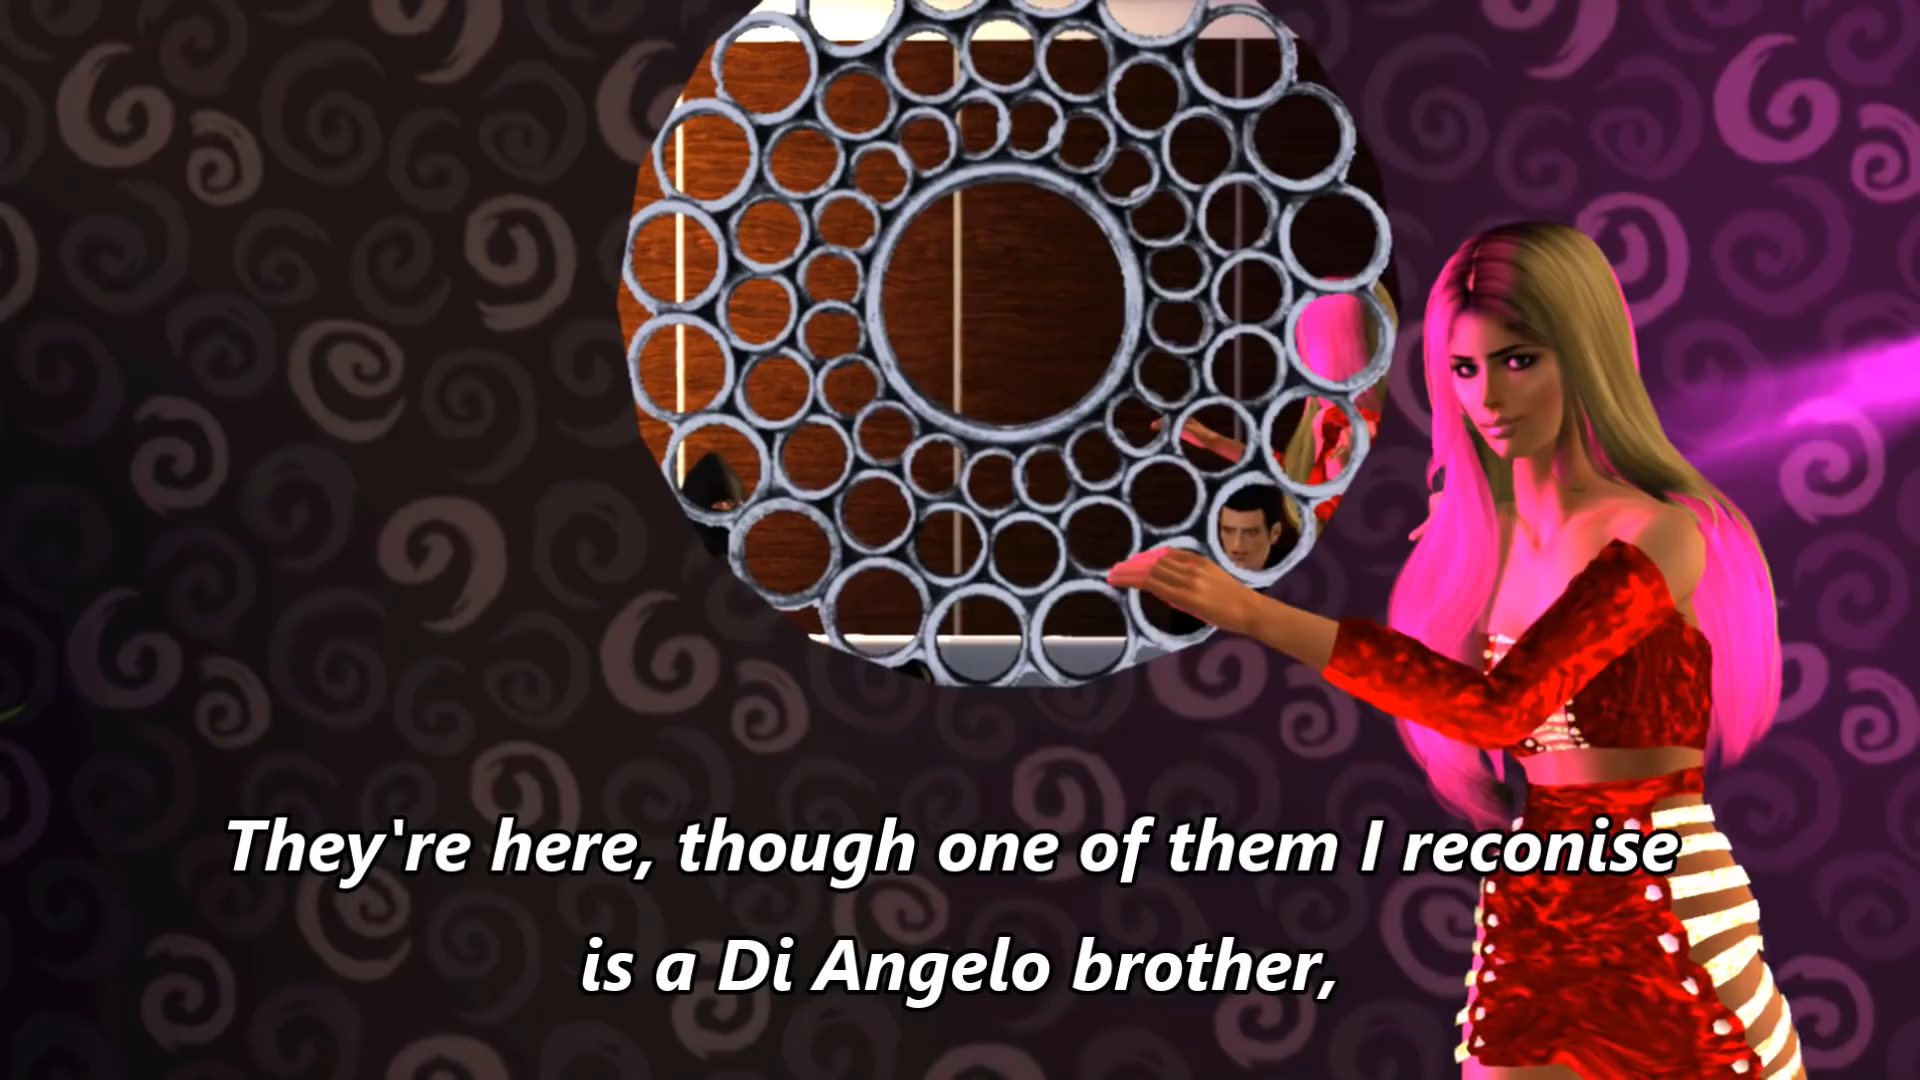 They're here, though one of them I reconise
is a Di Angelo brother,